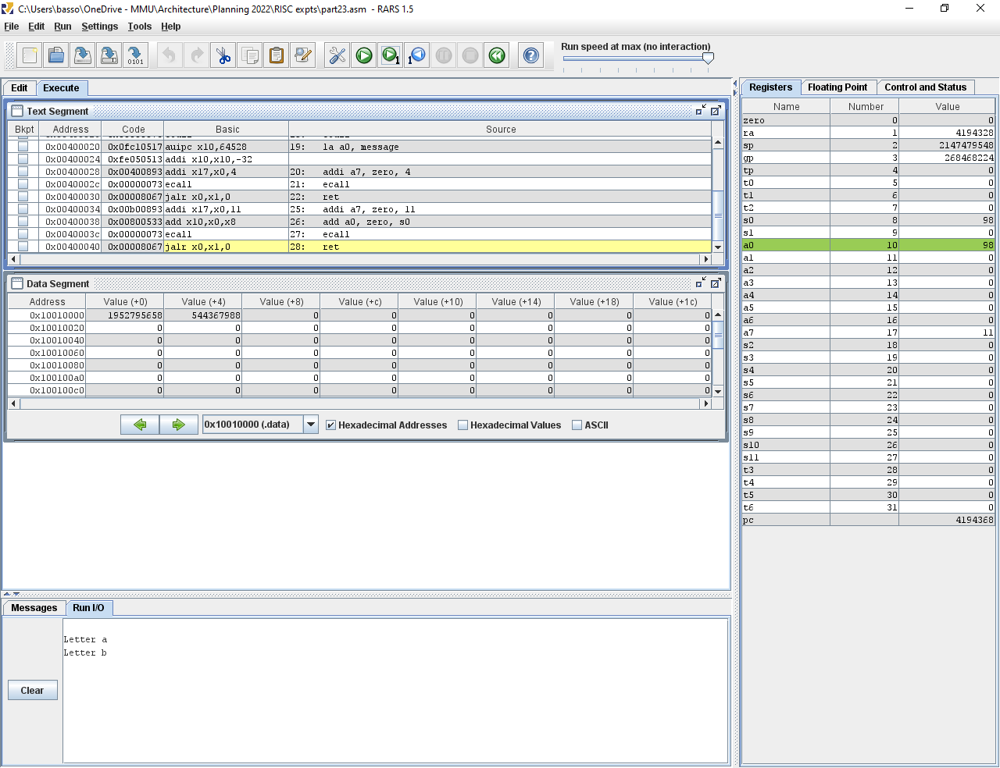 C:\Users\basso\OneDrive - MMU\Architecture\Planning 2022\RISC expts\part23.asm - RARS 1.5
File Edit Run Settings Tools Help
Run speed at max (no interaction)
Edit Execute
Text Segment
Bkpt Address Code Basic Source
0x00400020 0x0fc10517 auipc x10,64528 19: la a0, message
0x00400024 0xfe050513 addi x10,x10,-32
0x00400028 0x00400893 addi x17,x0,4 20: addi a7, zero, 4
0x0040002c 0x00000073 ecall 21: ecall
0x00400030 0x00008067 jalr x0,x1,0 22: ret
0x00400034 0x00b00893 addi x17,x0,11 25: addi a7, zero, 11
0x00400038 0x00800533 add x10,x0,x8 26: add a0, zero, s0
0x0040003c 0x00000073 ecall 27: ecall
0x00400040 0x00008067 jalr x0,x1,0 28: ret
Data Segment
Address Value (+0) Value (+4) Value (+8) Value (+c) Value (+10) Value (+14) Value (+18) Value (+1c)
0x10010000 1952795658 544367988 0 0 0 0 0 0
0x10010020 0 0 0 0 0 0 0 0
0x10010040 0 0 0 0 0 0 0 0
0x10010060 0 0 0 0 0 0 0 0
0x10010080 0 0 0 0 0 0 0 0
0x100100a0 0 0 0 0 0 0 0 0
0x100100c0 0 0 0 0 0 0 0 0
0x10010000 (.data) Hexadecimal Addresses Hexadecimal Values ASCII
Messages Run I/O
Letter a
Letter b
Clear
Registers Floating Point Control and Status
Name Number Value
zero 0 0
ra 1 4194328
sp 2 2147479548
gp 3 268468224
tp 4 0
t0 5 0
t1 6 0
t2 7 0
s0 8 98
s1 9 0
a0 10 98
a1 11 0
a2 12 0
a3 13 0
a4 14 0
a5 15 0
a6 16 0
a7 17 11
s2 18 0
s3 19 0
s4 20 0
s5 21 0
s6 22 0
s7 23 0
s8 24 0
s9 25 0
s10 26 0
s11 27 0
t3 28 0
t4 29 0
t5 30 0
t6 31 0
pc 4194368